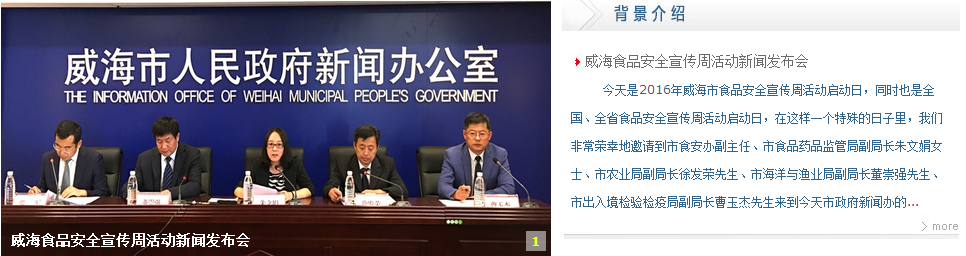 威海市人民政府新闻办公室
THE INFORMATION OFFICE OF WEIHAI MUNICIPAL PEOPLE'S GOVERNMENT
威海食品安全宣传周活动新闻发布会
1
背景介绍
威海食品安全宣传周活动新闻发布会
今天是2016年威海市食品安全宣传周活动启动日，同时也是全
国、全省食品安全宣传周活动启动日，在这样一个特殊的日子里，我们
非常荣幸地邀请到市食安办副主任、市食品药品监管局副局长朱文娟女
士、市农业局副局长徐发荣先生、市海洋与渔业局副局长董崇强先生、
市出入境检验检疫局副局长曹玉杰先生来到今天市政府新闻办的...
> more